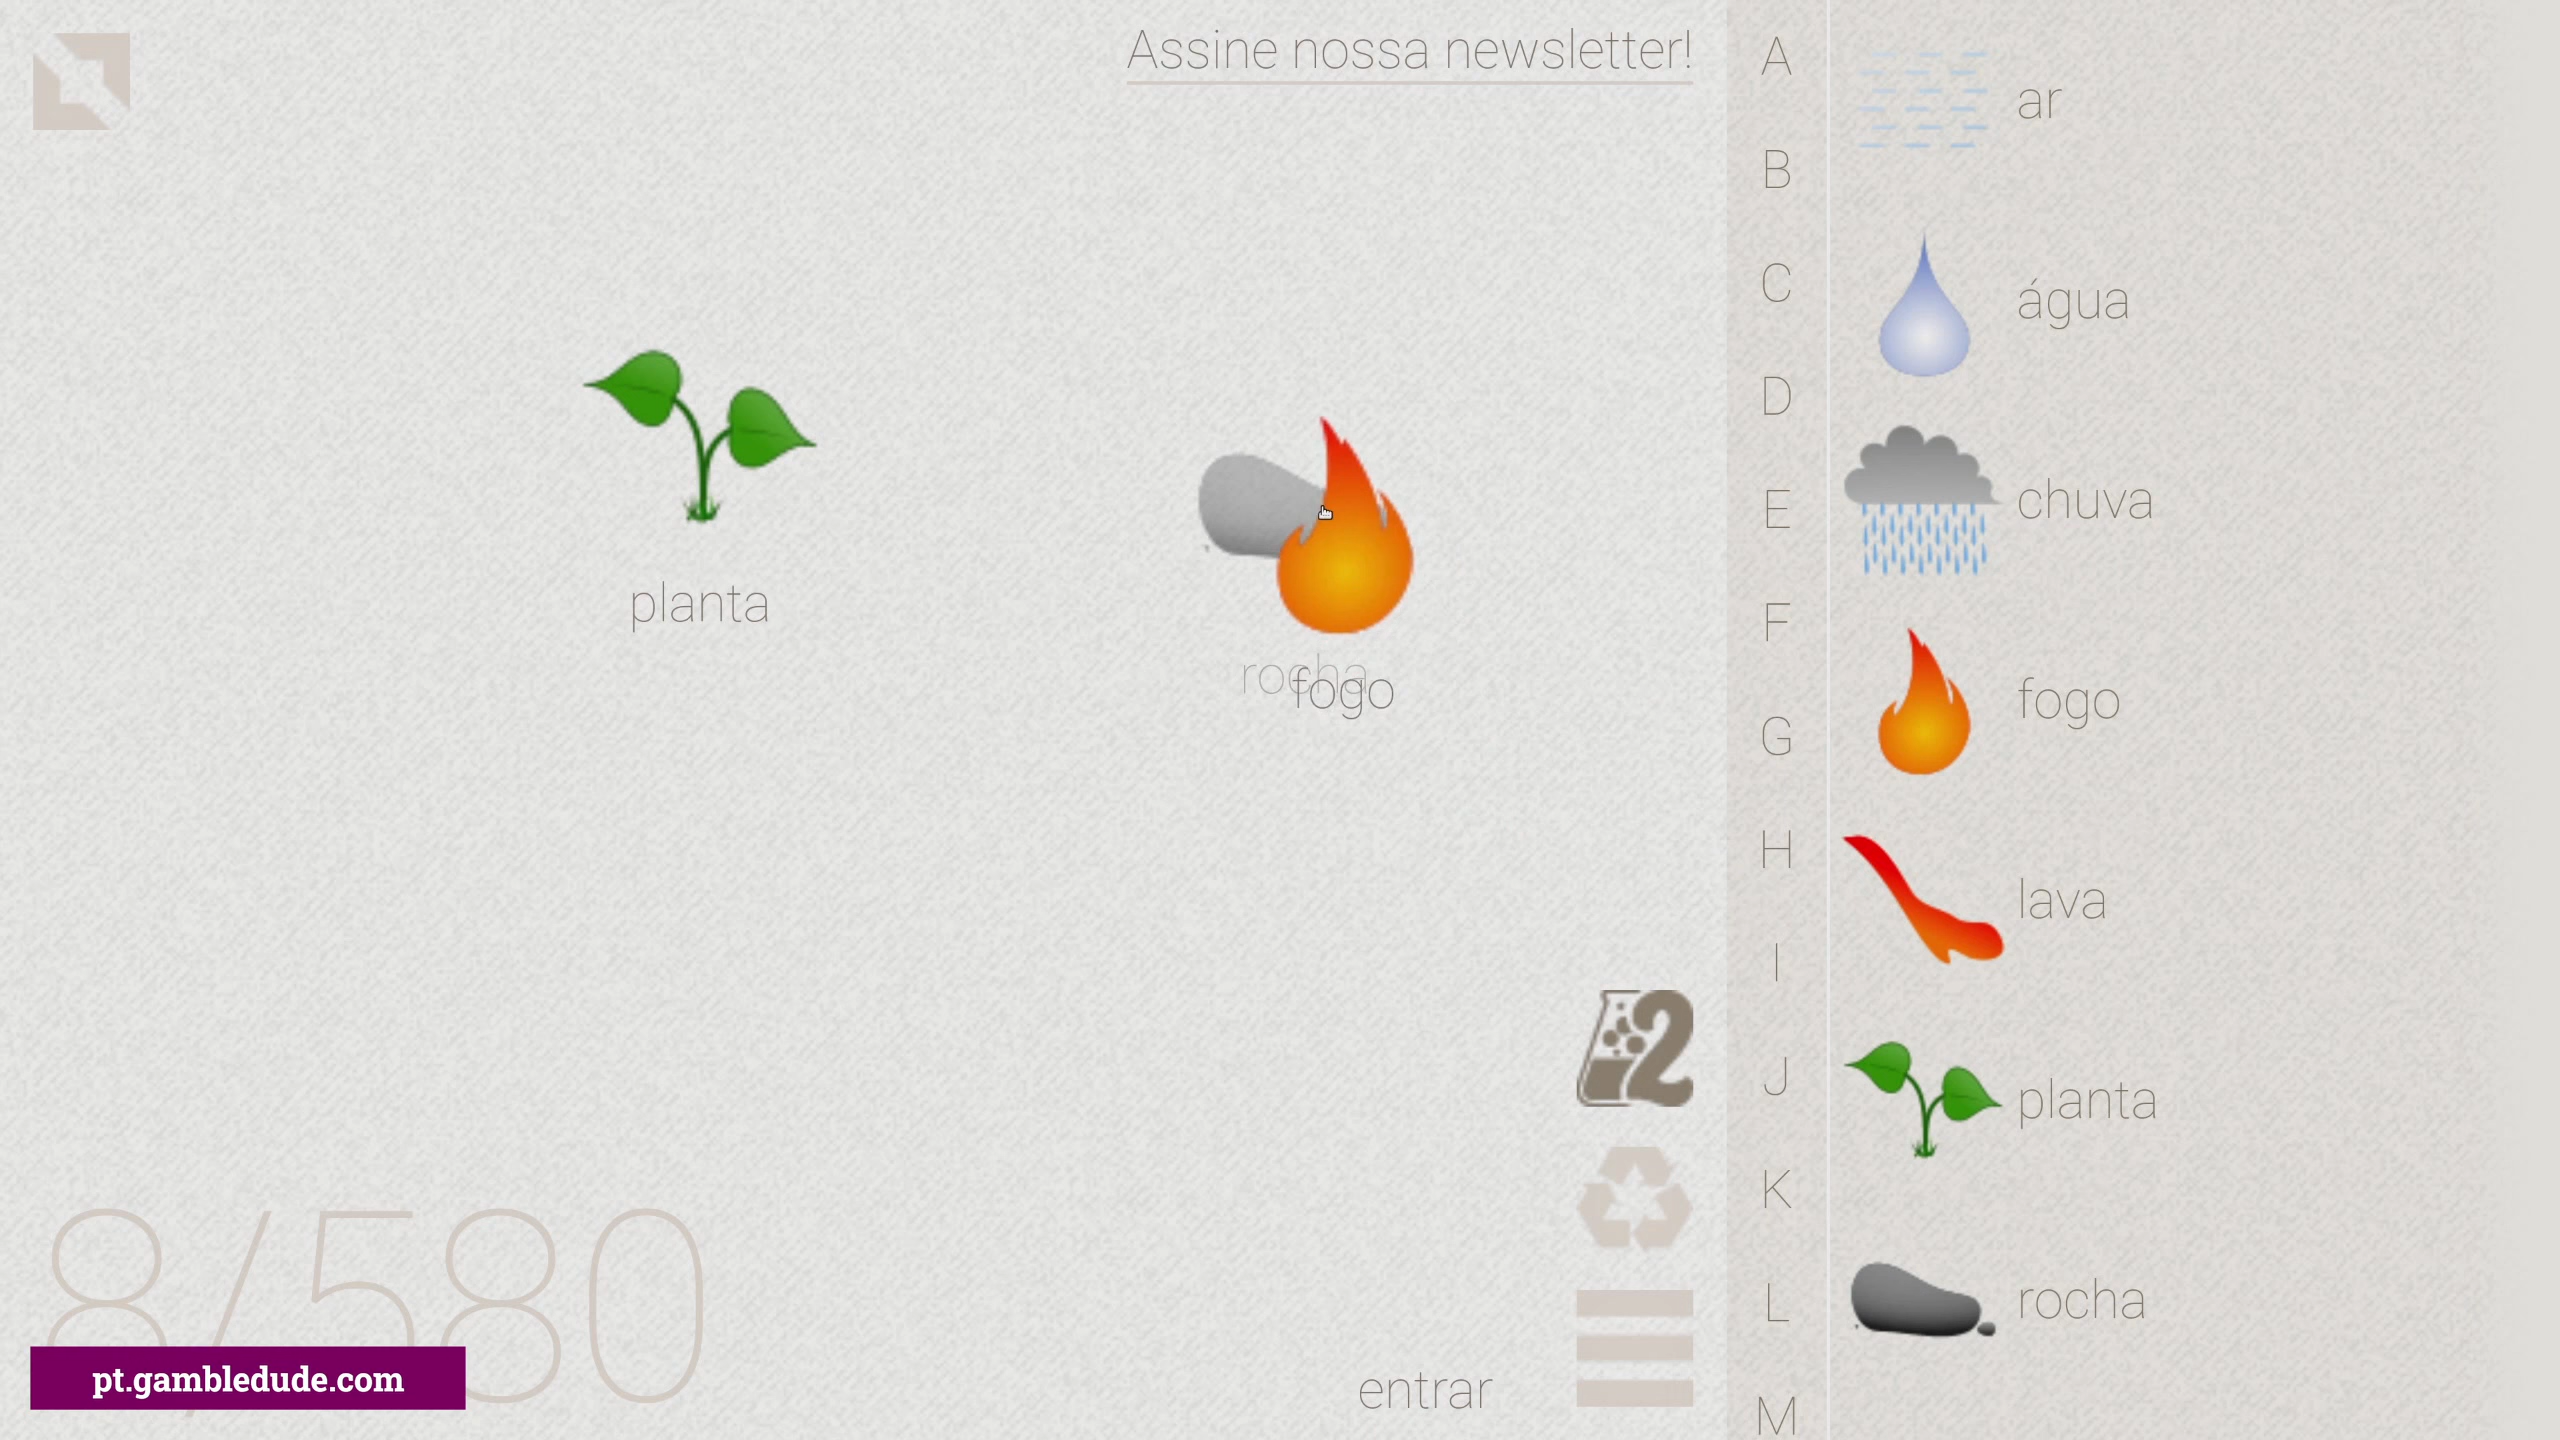 Assine nossa newsletter!
planta
rocha
fogo
8/580
pt.gambledude.com
entrar
2
A
B
C
D
E
F
G
H
I
J
K
L
M
ar
água
chuva
fogo
lava
planta
rocha